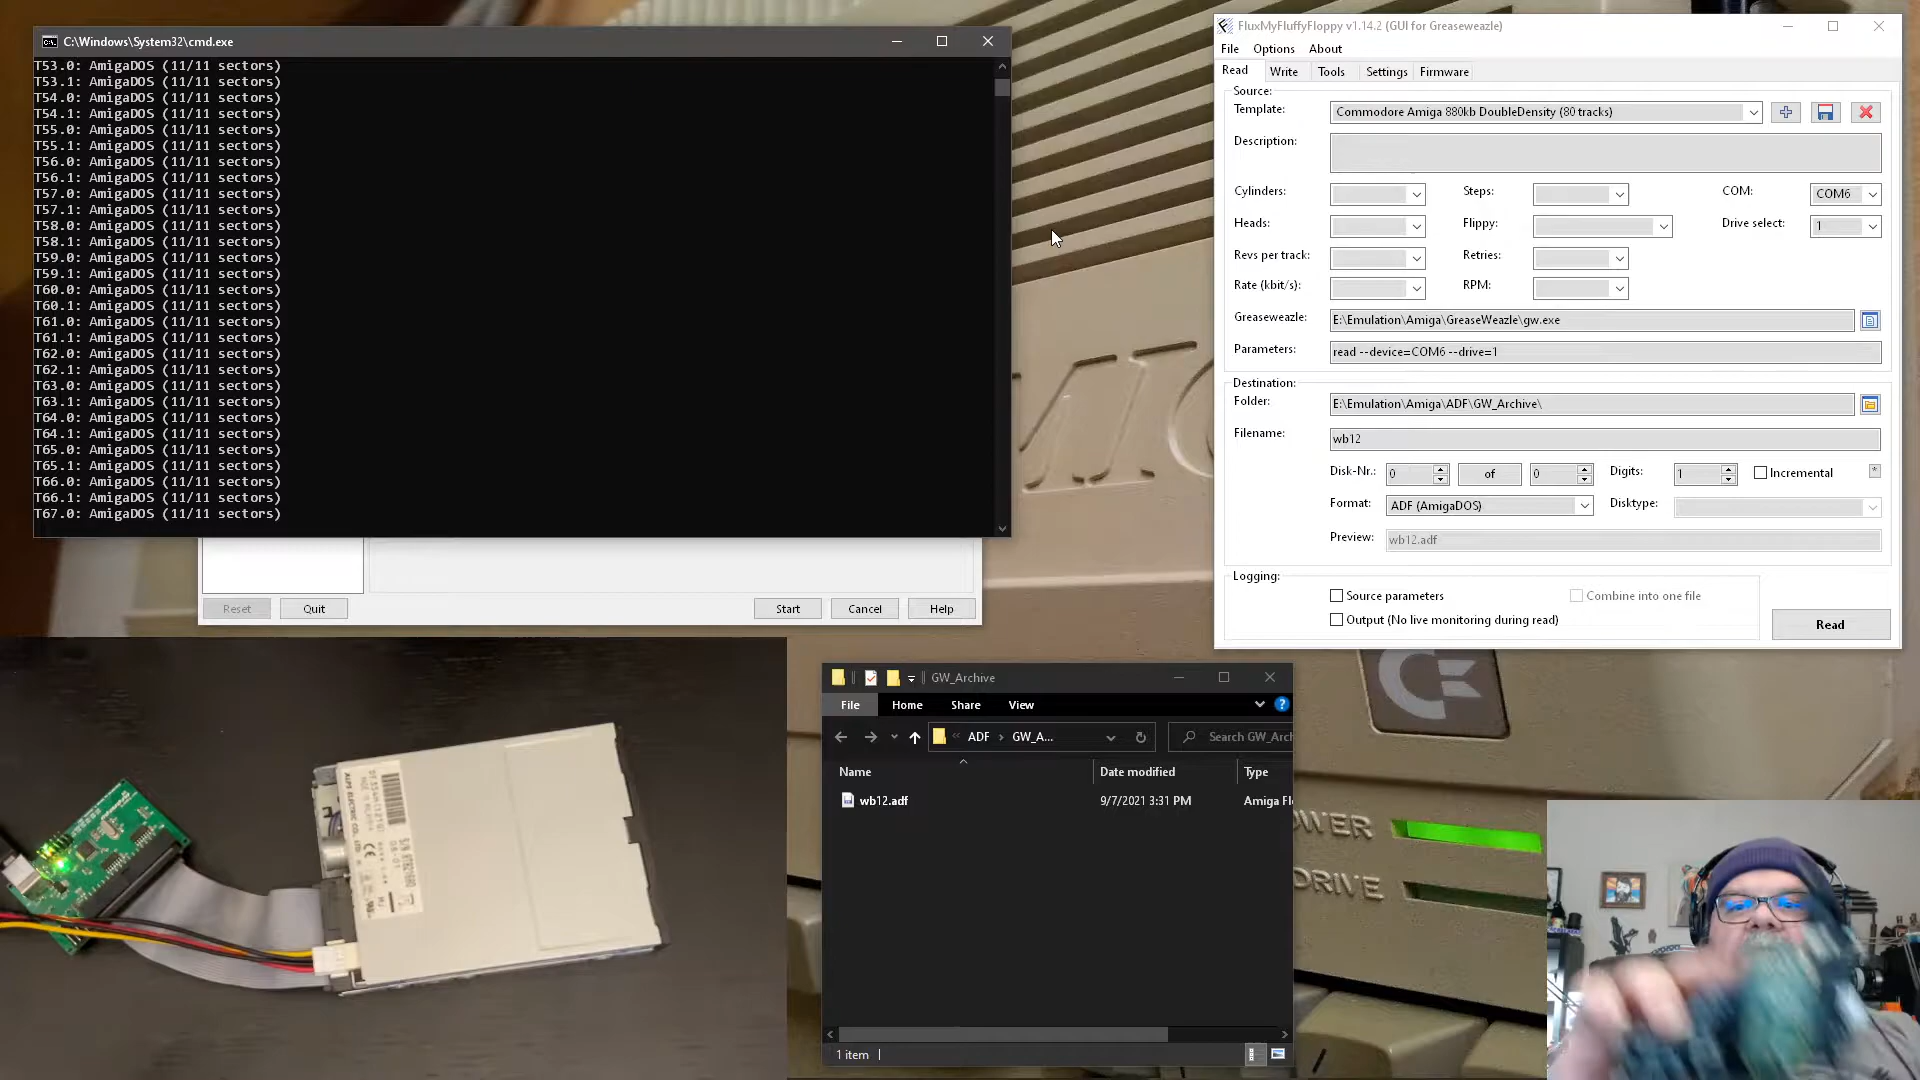 C:\Windows\System32\cmd.exe
T53.0: AmigaDOS (11/11 sectors)
T53.1: AmigaDOS (11/11 sectors)
T54.0: AmigaDOS (11/11 sectors)
T54.1: AmigaDOS (11/11 sectors)
T55.0: AmigaDOS (11/11 sectors)
T55.1: AmigaDOS (11/11 sectors)
T56.0: AmigaDOS (11/11 sectors)
T56.1: AmigaDOS (11/11 sectors)
T57.0: AmigaDOS (11/11 sectors)
T57.1: AmigaDOS (11/11 sectors)
T58.0: AmigaDOS (11/11 sectors)
T58.1: AmigaDOS (11/11 sectors)
T59.0: AmigaDOS (11/11 sectors)
T59.1: AmigaDOS (11/11 sectors)
T60.0: AmigaDOS (11/11 sectors)
T60.1: AmigaDOS (11/11 sectors)
T61.0: AmigaDOS (11/11 sectors)
T61.1: AmigaDOS (11/11 sectors)
T62.0: AmigaDOS (11/11 sectors)
T62.1: AmigaDOS (11/11 sectors)
T63.0: AmigaDOS (11/11 sectors)
T63.1: AmigaDOS (11/11 sectors)
T64.0: AmigaDOS (11/11 sectors)
T64.1: AmigaDOS (11/11 sectors)
T65.0: AmigaDOS (11/11 sectors)
T65.1: AmigaDOS (11/11 sectors)
T66.0: AmigaDOS (11/11 sectors)
T66.1: AmigaDOS (11/11 sectors)
T67.0: AmigaDOS (11/11 sectors)
Reset Quit Start Cancel Help
FluxMyFluffyFloppy v1.14.2 (GUI for Greaseweazle)
File Options About
Read Write Tools Settings Firmware
Source:
Template: Commodore Amiga 880kb DoubleDensity (80 tracks)
Description:
Cylinders: Steps: COM: COM6
Heads: Flippy: Drive select: 1
Revs per track: Retries:
Rate (kbit/s): RPM:
Greaseweazle: E:\Emulation\Amiga\GreaseWeazle\gw.exe
Parameters: read --device=COM6 --drive=1
Destination:
Folder: E:\Emulation\Amiga\ADF\GW_Archive\
Filename: wb12
Disk-Nr.: 0 of 0 Digits: 1 Incremental *
Format: ADF (AmigaDOS) Disktype:
Preview: wb12.adf
Logging:
Source parameters Combine into one file
Output (No live monitoring during read)
Read
GW_Archive
File Home Share View
ADF GW_A... Search GW_Arch
Name Date modified Type
wb12.adf 9/7/2021 3:31 PM Amiga Fl
1 item
POWER
DRIVE